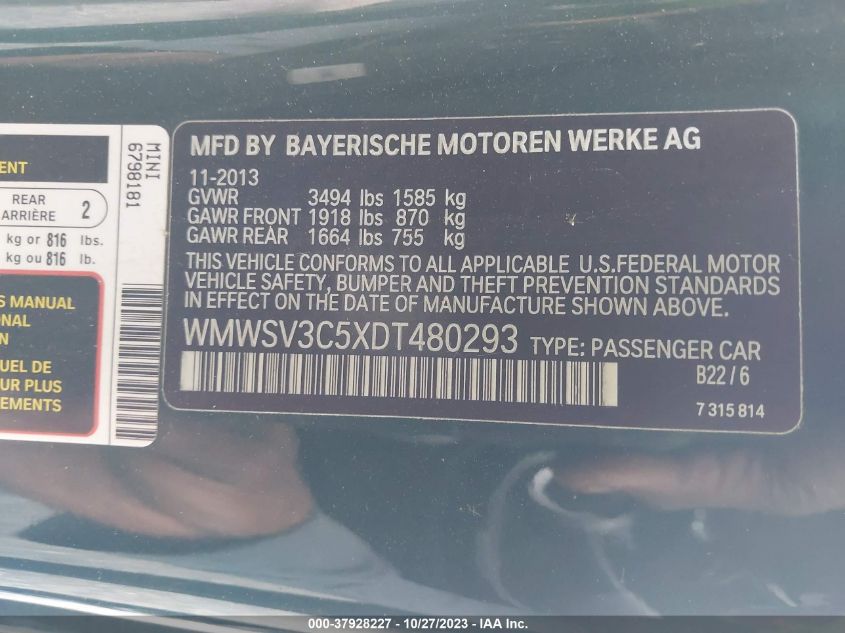 ENT
REAR
ARRIÈRE
2
kg or 816 lbs.
kg ou 816 lb.
S MANUAL
ONAL
N
UEL DE
UR PLUS
EMENTS
MINI
6798181
MFD BY BAYERISCHE MOTOREN WERKE AG
11-2013
GVWR 3494 lbs 1585 kg
GAWR FRONT 1918 lbs 870 kg
GAWR REAR 1664 lbs 755 kg
THIS VEHICLE CONFORMS TO ALL APPLICABLE U.S.FEDERAL MOTOR
VEHICLE SAFETY, BUMPER AND THEFT PREVENTION STANDARDS
IN EFFECT ON THE DATE OF MANUFACTURE SHOWN ABOVE.
WMWSV3C5XDT480293 TYPE: PASSENGER CAR
B22/6
7 315 814
000-37928227 - 10/27/2023 - IAA Inc.